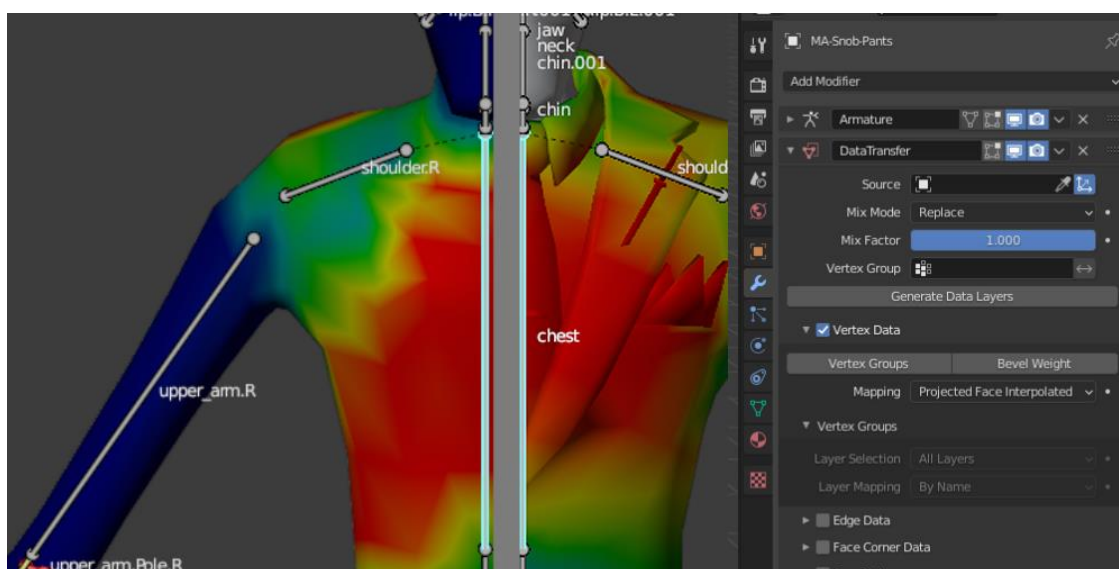 jaw
neck
chin.001
chin
shoulder.R
should
chest
upper_arm.R
upper_arm.Pole.R
MA-Snob-Pants
Add Modifier
Armature
DataTransfer
Source
Mix Mode Replace
Mix Factor 1.000
Vertex Group
Generate Data Layers
Vertex Data
Vertex Groups Bevel Weight
Mapping Projected Face Interpolated
Vertex Groups
Layer Selection All Layers
Layer Mapping By Name
Edge Data
Face Corner Data